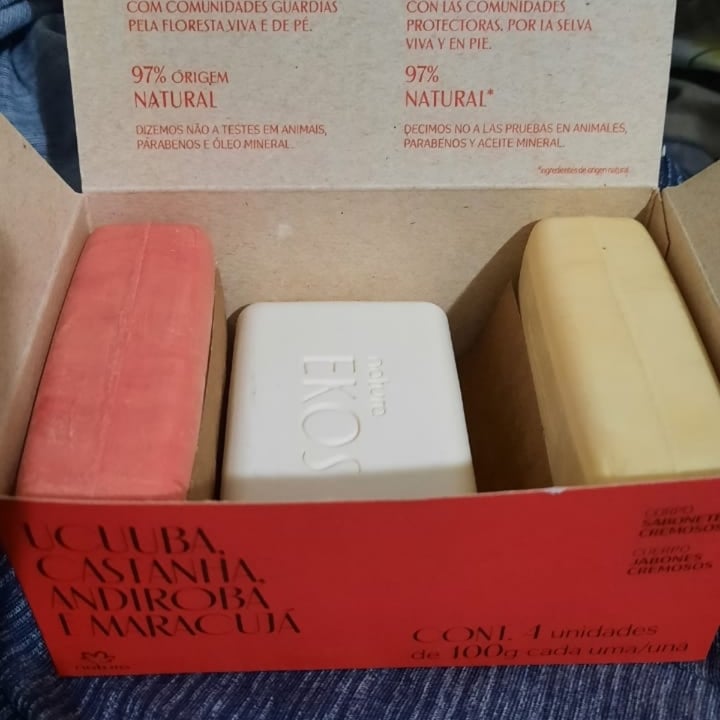 COM COMUNIDADES GUARDIÃS
PELA FLORESTA VIVA E DE PÉ.
97% ORIGEM
NATURAL
DIZEMOS NÃO A TESTES EM ANIMAIS,
PARABENOS E ÓLEO MINERAL.
CON LAS COMUNIDADES
PROTECTORAS, POR LA SELVA
VIVA Y EN PIE.
97%
NATURAL*
DECIMOS NO A LAS PRUEBAS EN ANIMALES,
PARABENOS Y ACEITE MINERAL.
*ingredientes de origen natural.
natura
EKOS
UCUUBA,
CASTANHA,
ANDIROBA
E MARACUJÁ
natura
CORPO
SABONETE
CREMOSOS
CUERPO
JABONES
CREMOSOS
CONT. 4 unidades
de 100g cada uma/una